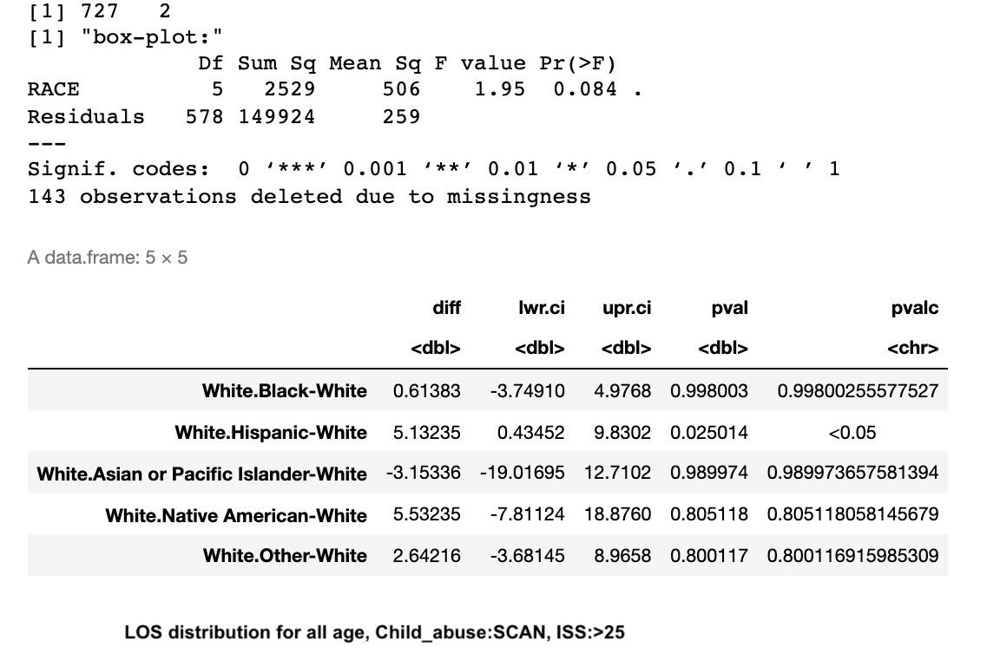 [1] 727   2
[1] "box-plot:"
             Df Sum Sq Mean Sq F value Pr(>F)
RACE          5   2529     506    1.95  0.084 .
Residuals   578 149924     259
---
Signif. codes:  0 ‘***’ 0.001 ‘**’ 0.01 ‘*’ 0.05 ‘.’ 0.1 ‘ ’ 1
143 observations deleted due to missingness
A data.frame: 5 × 5
diff lwr.ci upr.ci pval pvalc
<dbl> <dbl> <dbl> <dbl> <chr>
White.Black-White 0.61383 -3.74910 4.9768 0.998003 0.99800255577527
White.Hispanic-White 5.13235 0.43452 9.8302 0.025014 <0.05
White.Asian or Pacific Islander-White -3.15336 -19.01695 12.7102 0.989974 0.989973657581394
White.Native American-White 5.53235 -7.81124 18.8760 0.805118 0.805118058145679
White.Other-White 2.64216 -3.68145 8.9658 0.800117 0.800116915985309
LOS distribution for all age, Child_abuse:SCAN, ISS:>25